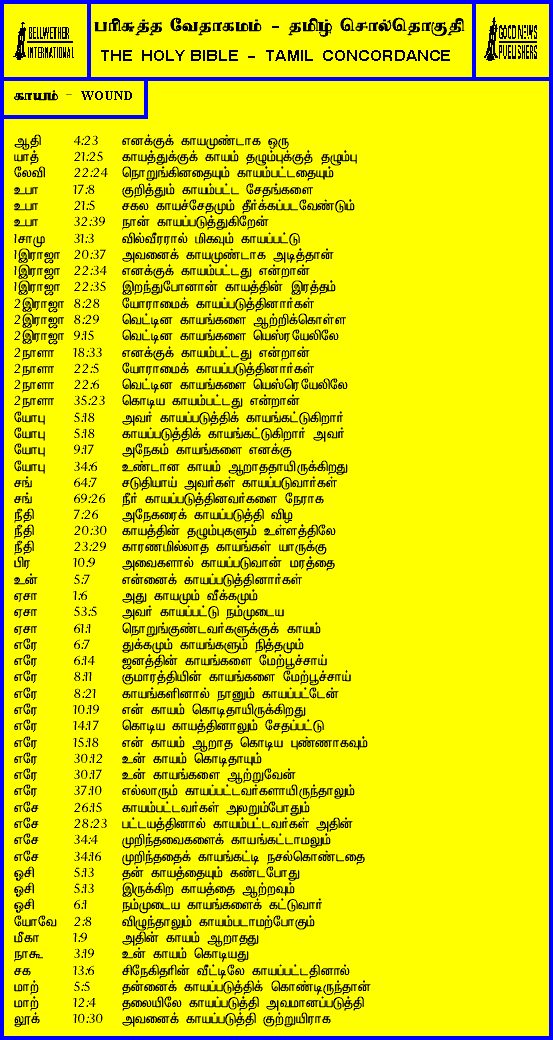 BELLWETHER
INTERNATIONAL
பரிசுத்த வேதாகமம் - தமிழ் சொல்தொகுதி
THE HOLY BIBLE - TAMIL CONCORDANCE
GOOD NEWS
PUBLISHERS
காயம் - WOUND
ஆதி 4:23 எனக்குக் காயமுண்டாக ஒரு
யாத் 21:25 காயத்துக்குக் காயம் தழும்புக்குத் தழும்பு
லேவி 22:24 நொறுங்கினதையும் காயம்பட்டதையும்
உபா 17:8 குறித்தும் காயம்பட்ட சேதங்களை
உபா 21:5 சகல காயச்சேதமும் தீர்க்கப்படவேண்டும்
உபா 32:39 நான் காயப்படுத்துகிறேன்
1சாமு 31:3 வில்வீரரால் மிகவும் காயப்பட்டு
1இராஜா 20:37 அவனைக் காயமுண்டாக அடித்தான்
1இராஜா 22:34 எனக்குக் காயம்பட்டது என்றான்
1இராஜா 22:35 இறந்துபோனான் காயத்தின் இரத்தம்
2இராஜா 8:28 யோராமைக் காயப்படுத்தினார்கள்
2இராஜா 8:29 வெட்டின காயங்களை ஆற்றிக்கொள்ள
2இராஜா 9:15 வெட்டின காயங்களை யெஸ்ரயேலிலே
2நாளா 18:33 எனக்குக் காயம்பட்டது என்றான்
2நாளா 22:5 யோராமைக் காயப்படுத்தினார்கள்
2நாளா 22:6 வெட்டின காயங்களை யெஸ்ரெயேலிலே
2நாளா 35:23 கொடிய காயம்பட்டது என்றான்
யோபு 5:18 அவர் காயப்படுத்திக் காயங்கட்டுகிறார்
யோபு 5:18 காயப்படுத்திக் காயங்கட்டுகிறார் அவர்
யோபு 9:17 அநேகம் காயங்களை எனக்கு
யோபு 34:6 உண்டான காயம் ஆறாததாயிருக்கிறது
சங் 64:7 சடுதியாய் அவர்கள் காயப்படுவார்கள்
சங் 69:26 நீர் காயப்படுத்தினவர்களை நேராக
நீதி 7:26 அநேகரைக் காயப்படுத்தி விழ
நீதி 20:30 காயத்தின் தழும்புகளும் உள்ளத்திலே
நீதி 23:29 காரணமில்லாத காயங்கள் யாருக்கு
பிர 10:9 அவைகளால் காயப்படுவான் மரத்தை
உன் 5:7 என்னைக் காயப்படுத்தினார்கள்
ஏசா 1:6 அது காயமும் வீக்கமும்
ஏசா 53:5 அவர் காயப்பட்டு நம்முடைய
ஏசா 61:1 நொறுங்குண்டவர்களுக்குக் காயம்
எரே 6:7 துக்கமும் காயங்களும் நித்தமும்
எரே 6:14 ஜனத்தின் காயங்களை மேற்பூச்சாய்
எரே 8:11 குமாரத்தியின் காயங்களை மேற்பூச்சாய்
எரே 8:21 காயங்களினால் நானும் காயப்பட்டேன்
எரே 10:19 என் காயம் கொடிதாயிருக்கிறது
எரே 14:17 கொடிய காயத்தினாலும் சேதப்பட்டு
எரே 15:18 என் காயம் ஆறாத கொடிய புண்ணாகவும்
எரே 30:12 உன் காயம் கொடிதாயும்
எரே 30:17 உன் காயங்களை ஆற்றுவேன்
எரே 37:10 எல்லாரும் காயப்பட்டவர்களாயிருந்தாலும்
எசே 26:15 காயம்பட்டவர்கள் அலறும்போதும்
எசே 28:23 பட்டயத்தினால் காயம்பட்டவர்கள் அதின்
எசே 34:4 முறிந்தவைகளைக் காயங்கட்டாமலும்
எசே 34:16 முறிந்ததைக் காயங்கட்டி நசல்கொண்டதை
ஓசி 5:13 தன் காயத்தையும் கண்டபோது
ஓசி 5:13 இருக்கிற காயத்தை ஆற்றவும்
ஓசி 6:1 நம்முடைய காயங்களைக் கட்டுவார்
யோவே 2:8 விழுந்தாலும் காயம்படாமற்போகும்
மீகா 1:9 அதின் காயம் ஆறாதது
நாகூ 3:19 உன் காயம் கொடியது
சக 13:6 சிநேகிதரின் வீட்டிலே காயப்பட்டதினால்
மாற் 5:5 தன்னைக் காயப்படுத்திக் கொண்டிருந்தான்
மாற் 12:4 தலையிலே காயப்படுத்தி அவமானப்படுத்தி
லூக் 10:30 அவனைக் காயப்படுத்தி குற்றுயிராக